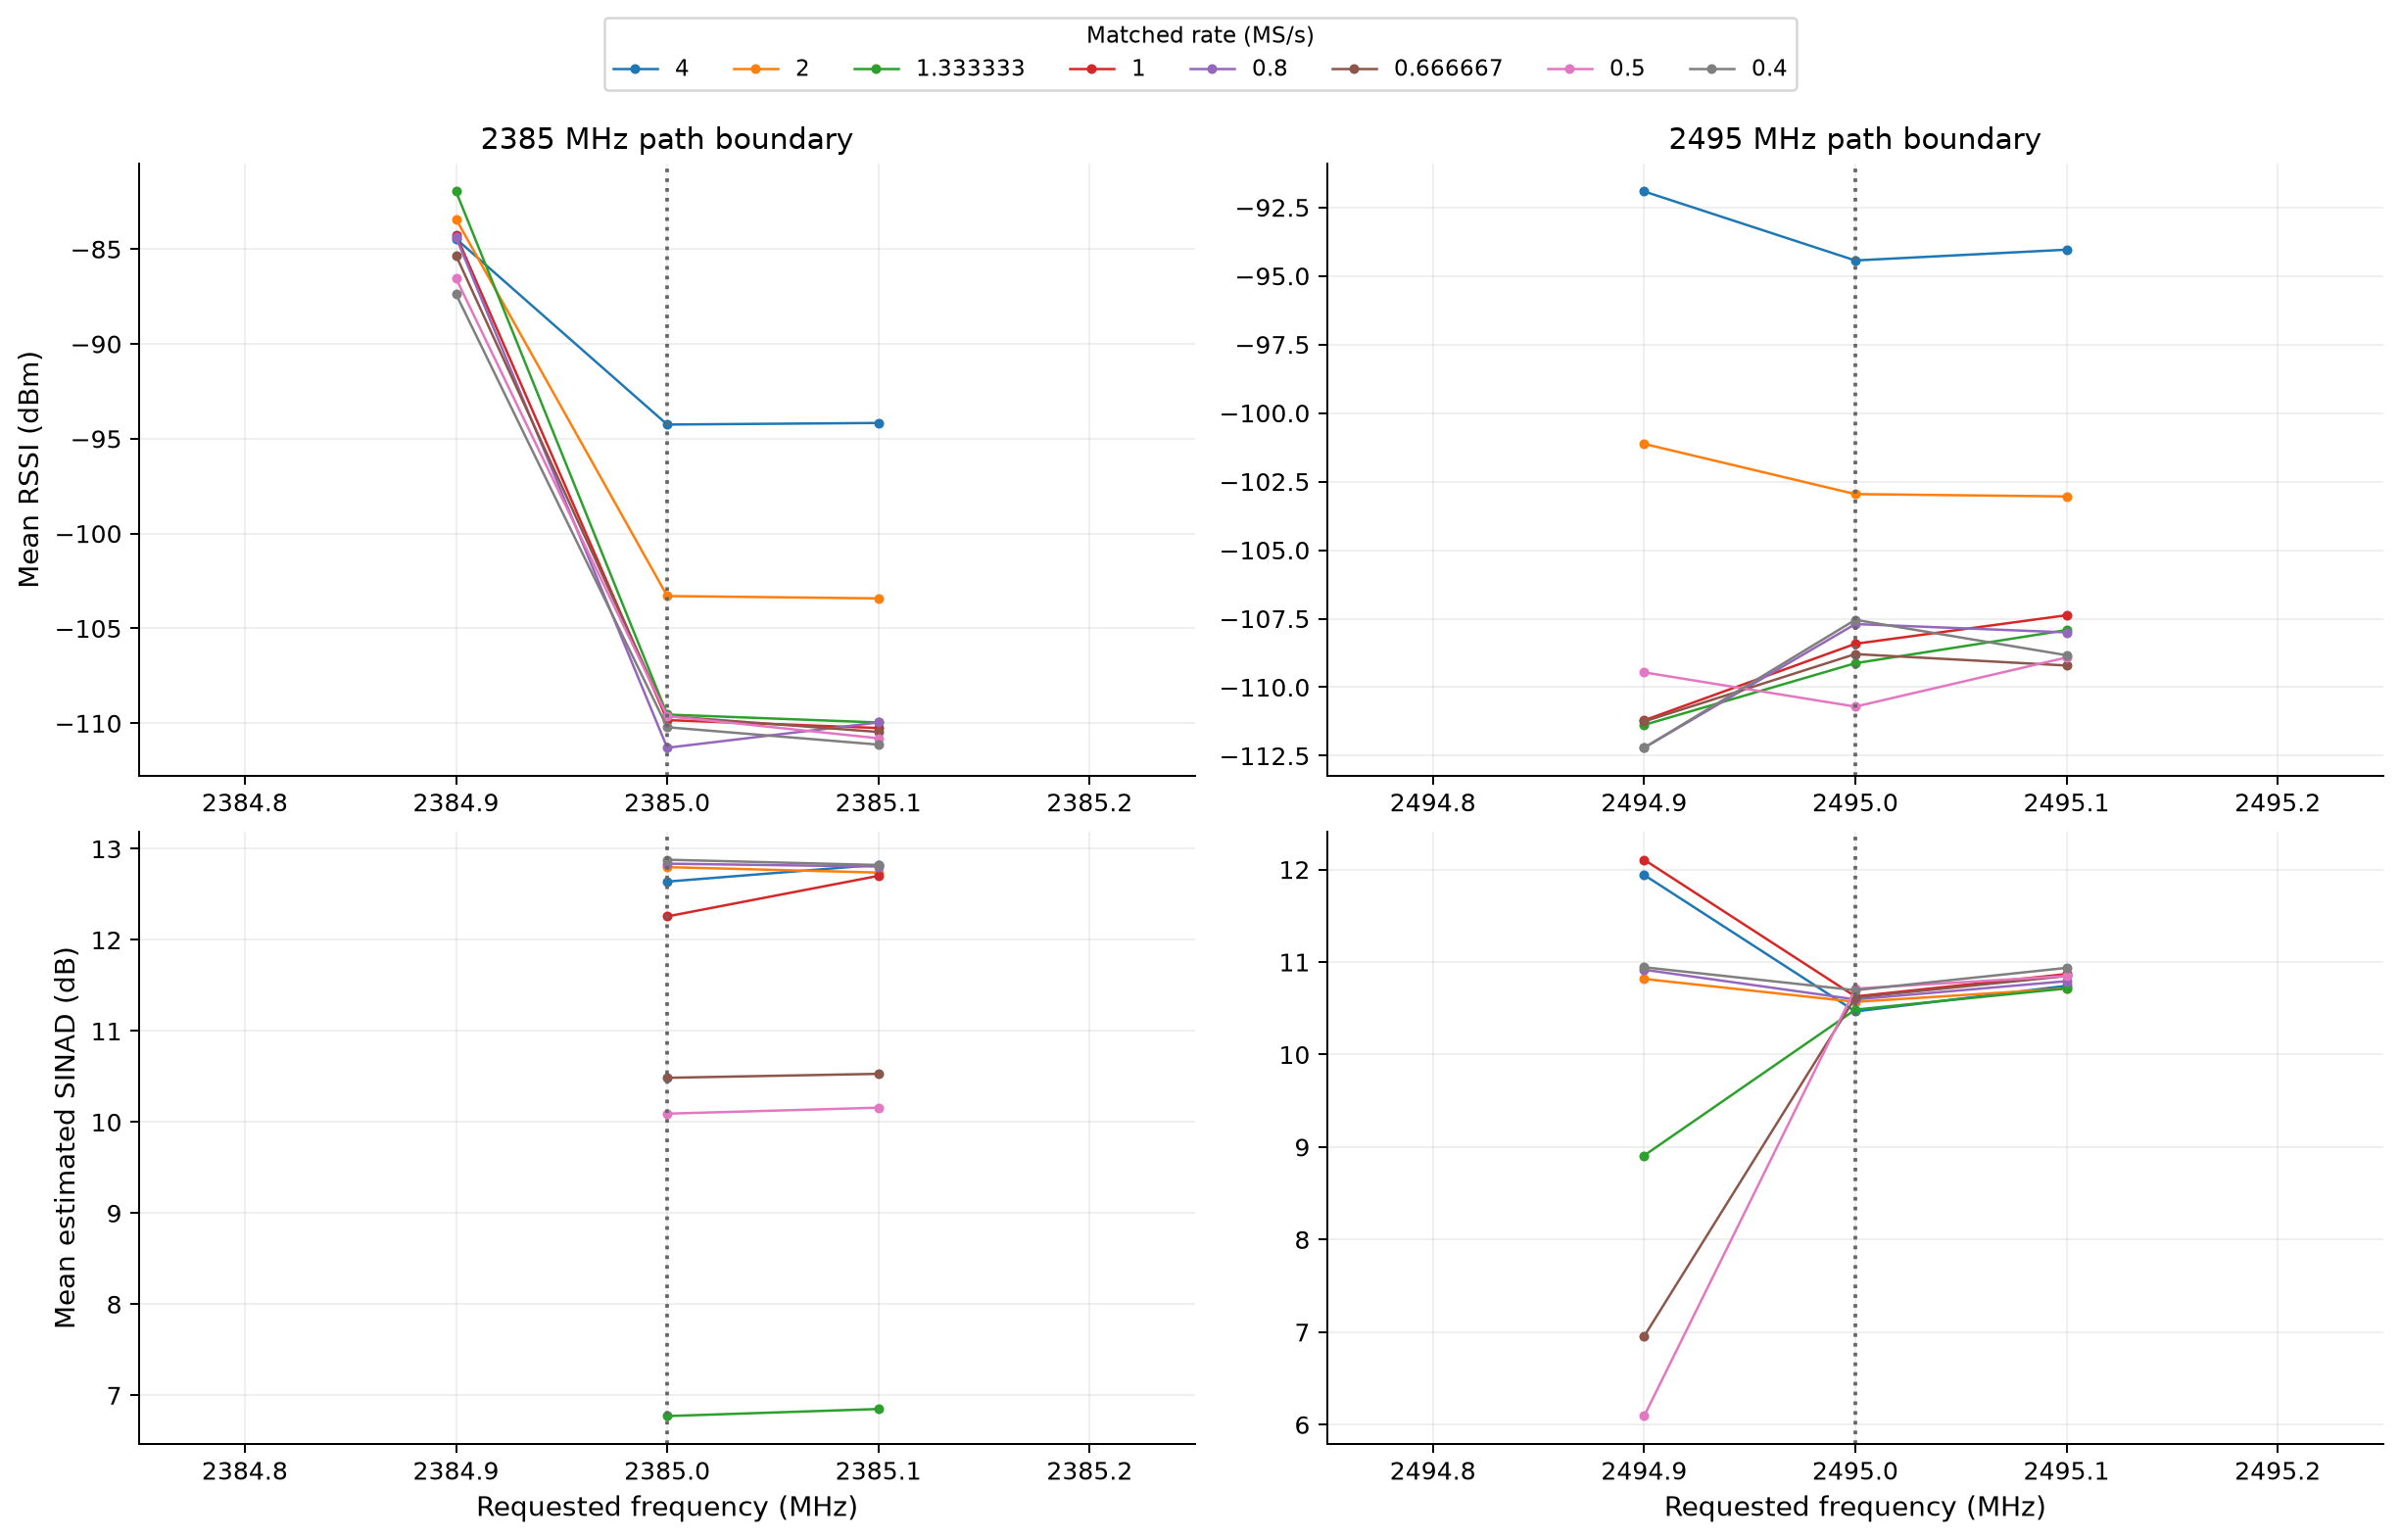 Matched rate (MS/s)
4 2 1.333333 1 0.8 0.666667 0.5 0.4
2385 MHz path boundary
Mean RSSI (dBm)
−85
−90
−95
−100
−105
−110
2384.8 2384.9 2385.0 2385.1 2385.2
2495 MHz path boundary
−92.5
−95.0
−97.5
−100.0
−102.5
−105.0
−107.5
−110.0
−112.5
2494.8 2494.9 2495.0 2495.1 2495.2
Mean estimated SINAD (dB)
13
12
11
10
9
8
7
2384.8 2384.9 2385.0 2385.1 2385.2
Requested frequency (MHz)
12
11
10
9
8
7
6
2494.8 2494.9 2495.0 2495.1 2495.2
Requested frequency (MHz)